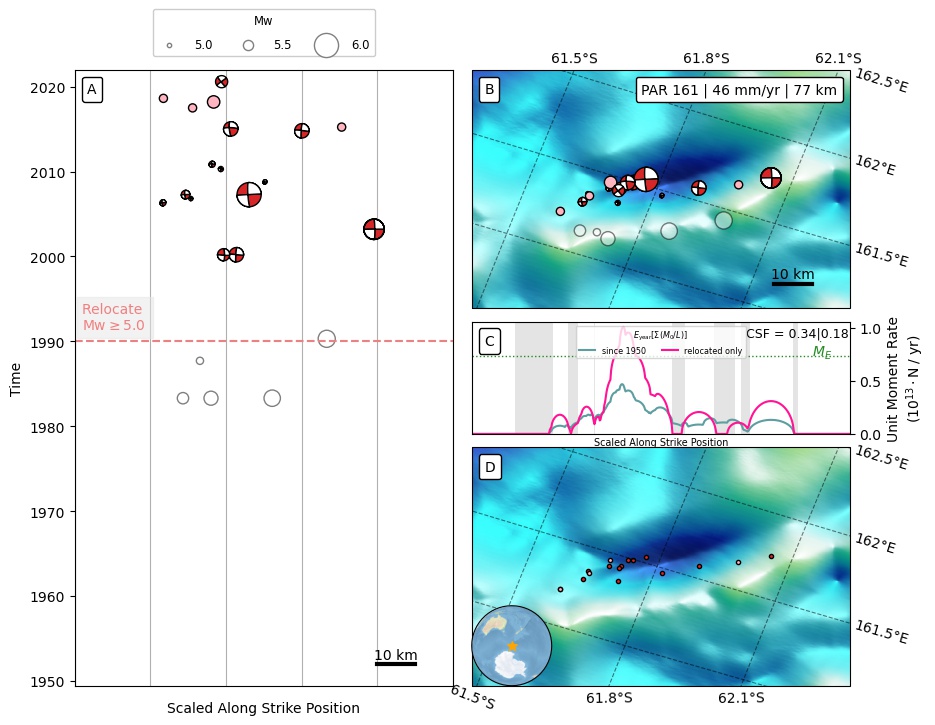 Mw
5.0
5.5
6.0
A
2020
2010
2000
1990
1980
1970
1960
1950
Time
Relocate
Mw ≥ 5.0
10 km
Scaled Along Strike Position
61.5°S
61.8°S
62.1°S
B
PAR 161 | 46 mm/yr | 77 km
162.5°E
162°E
161.5°E
10 km
C
E_year[Σ(M₀/L)]
since 1950
relocated only
CSF = 0.34|0.18
M_E
1.0
0.5
0.0
Unit Moment Rate
(10¹³ · N / yr)
Scaled Along Strike Position
D
162.5°E
162°E
161.5°E
61.5°S
61.8°S
62.1°S